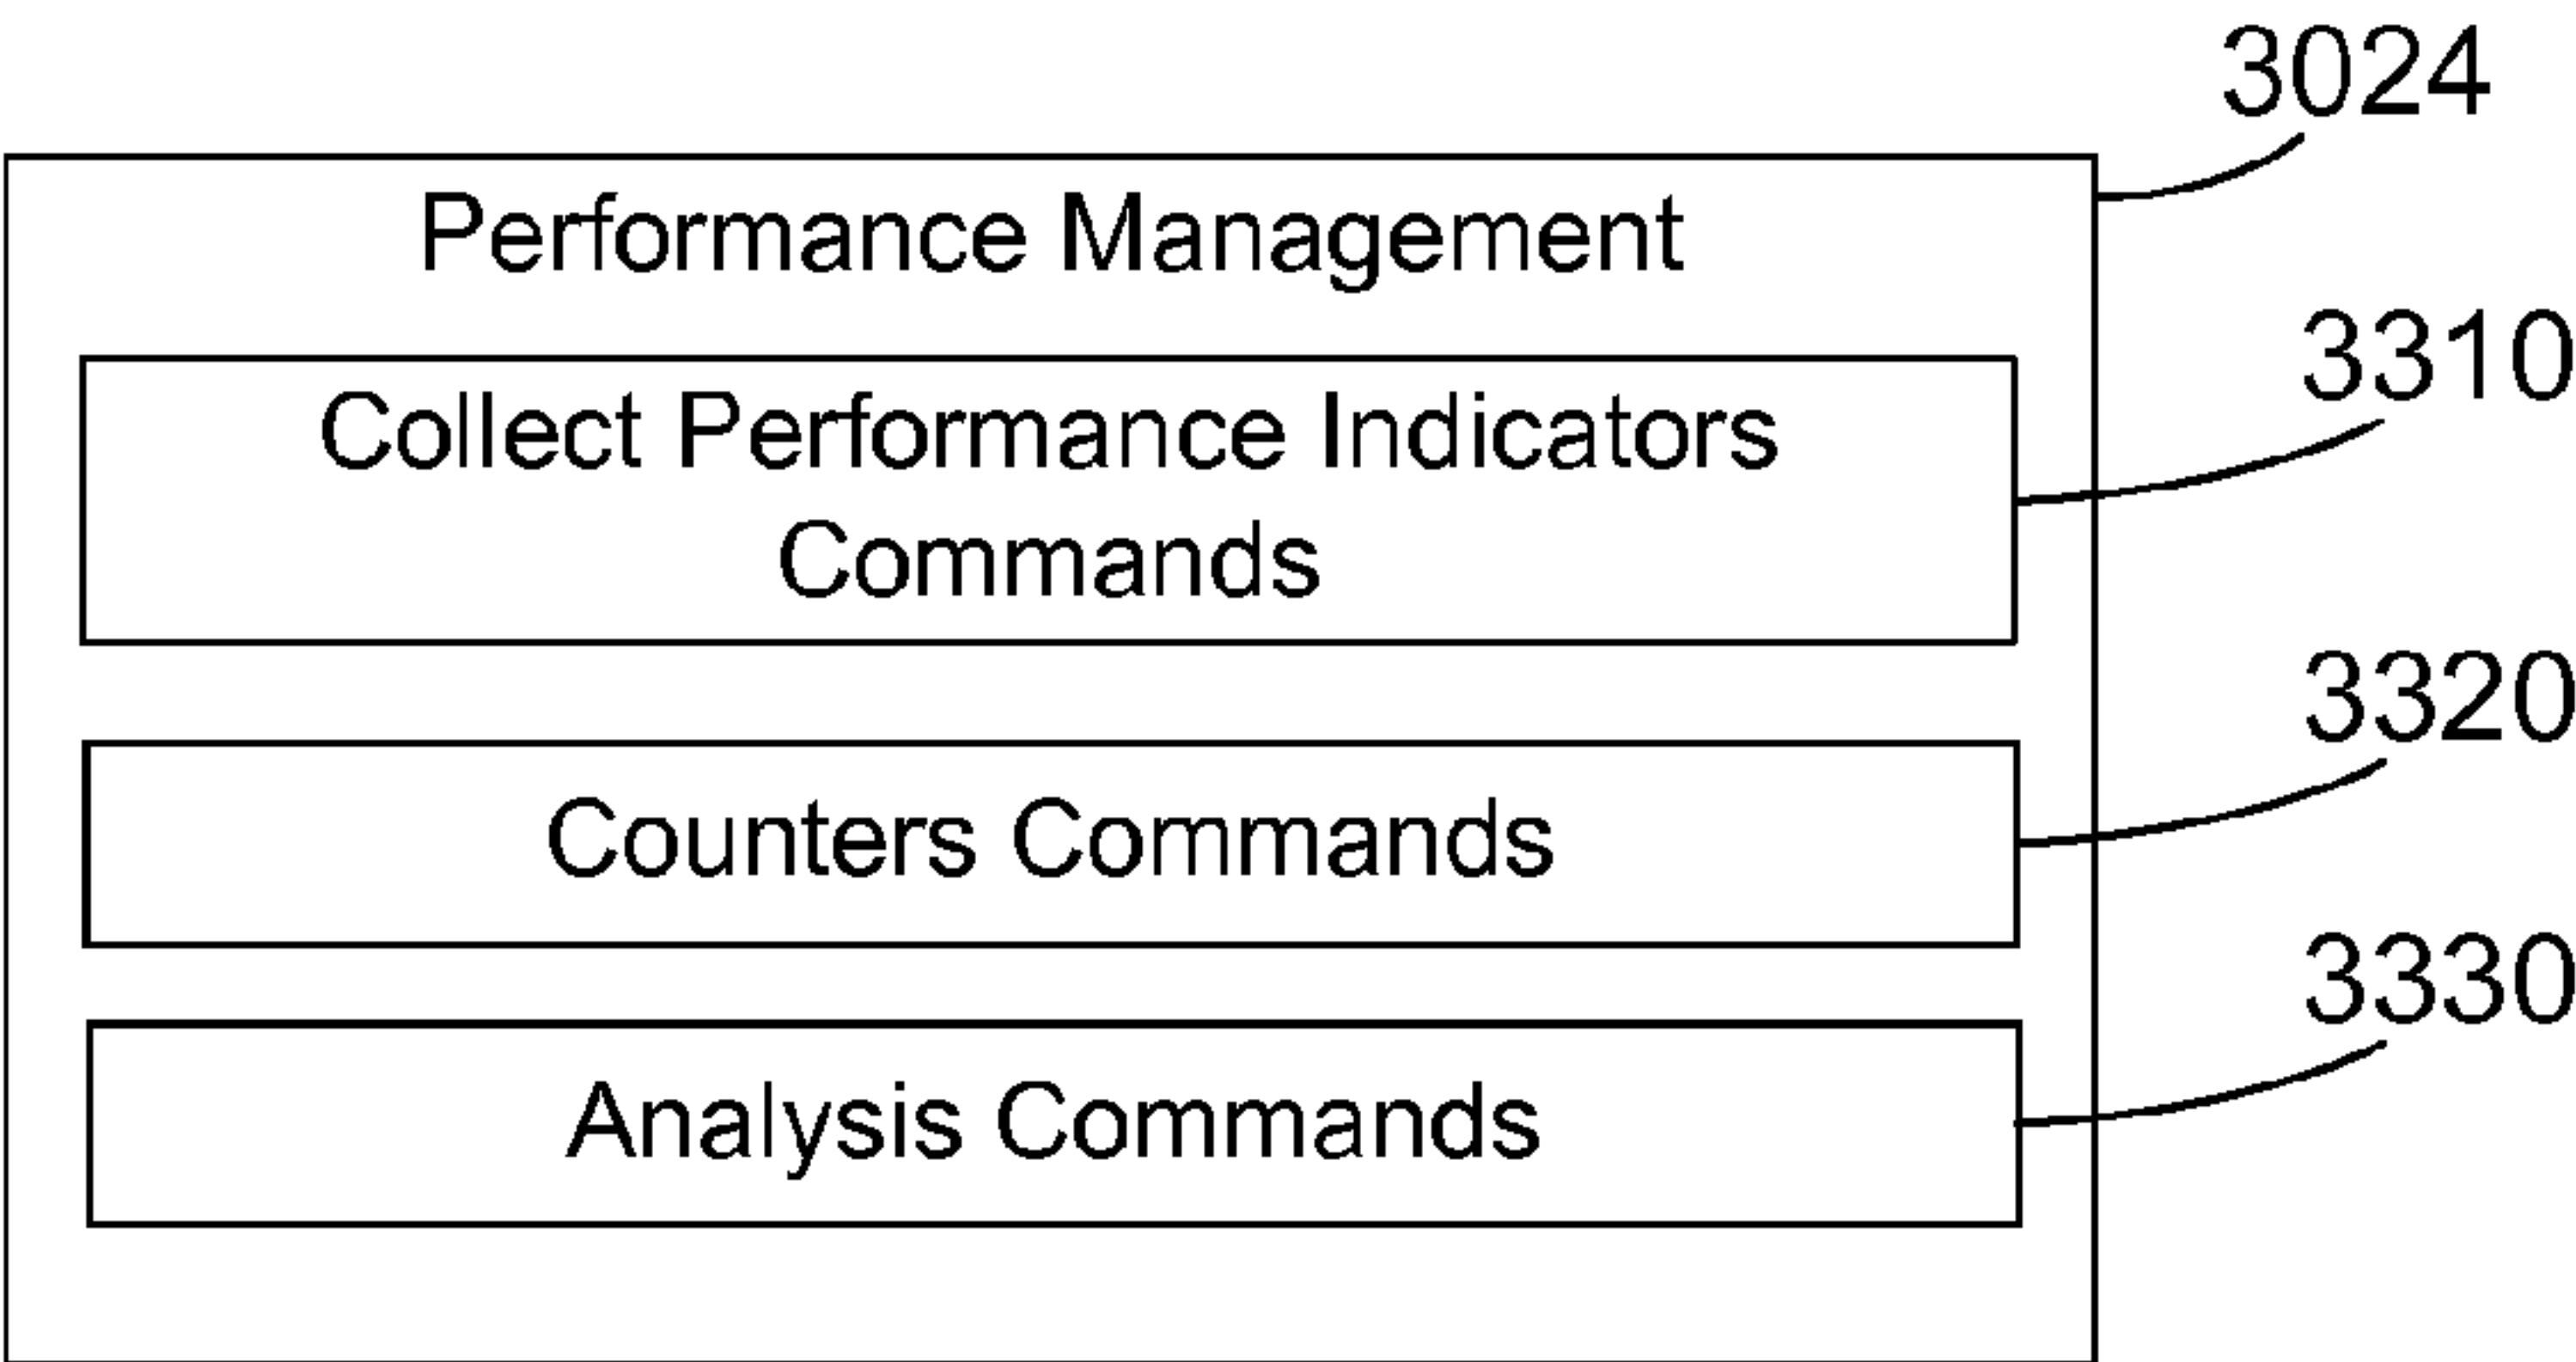 3024
Performance Management
3310
Collect Performance Indicators
Commands
3320
Counters Commands
3330
Analysis Commands